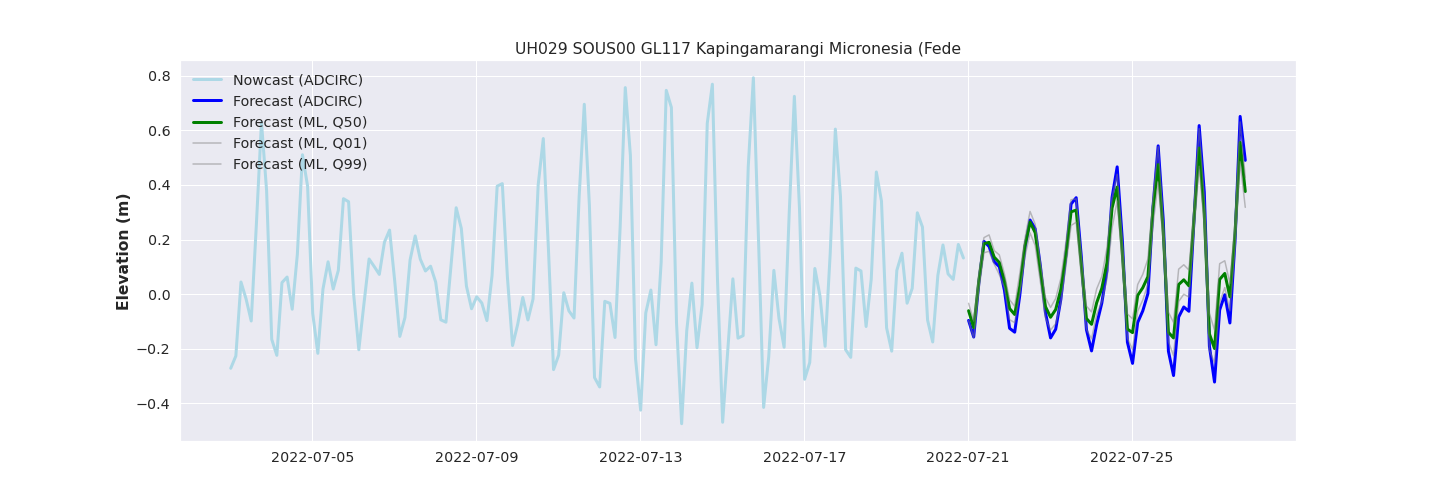 UH029 SOUS00 GL117 Kapingamarangi Micronesia (Fede
Nowcast (ADCIRC)
Forecast (ADCIRC)
Forecast (ML, Q50)
Forecast (ML, Q01)
Forecast (ML, Q99)
Elevation (m)
0.8
0.6
0.4
0.2
0.0
−0.2
−0.4
2022-07-05 2022-07-09 2022-07-13 2022-07-17 2022-07-21 2022-07-25